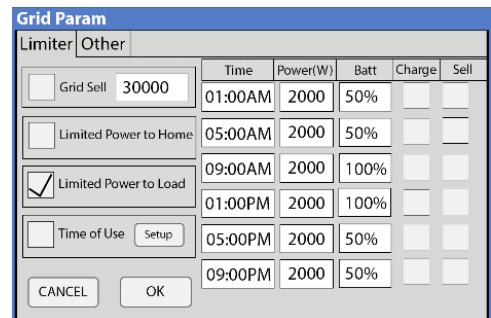 Grid Param
Limiter Other
Time Power(W) Batt Charge Sell
Grid Sell 30000
01:00AM 2000 50%
Limited Power to Home
05:00AM 2000 50%
09:00AM 2000 100%
Limited Power to Load
01:00PM 2000 100%
Time of Use Setup
05:00PM 2000 50%
09:00PM 2000 50%
CANCEL OK